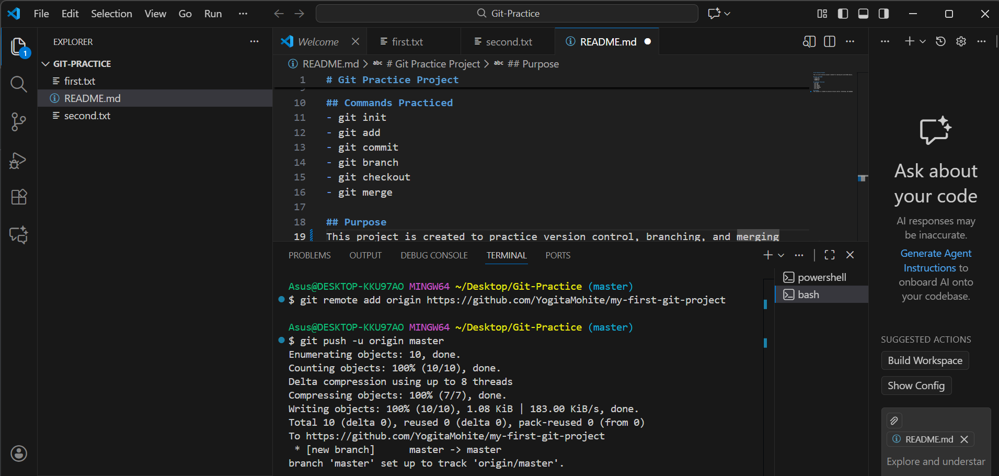 File Edit Selection View Go Run ··· Git-Practice
EXPLORER ···
1
GIT-PRACTICE
first.txt
README.md
second.txt
Welcome first.txt second.txt README.md
README.md > abc # Git Practice Project > abc ## Purpose
1 # Git Practice Project
10 ## Commands Practiced
11 - git init
12 - git add
13 - git commit
14 - git branch
15 - git checkout
16 - git merge
17
18 ## Purpose
19 This project is created to practice version control, branching, and merging
PROBLEMS OUTPUT DEBUG CONSOLE TERMINAL PORTS
Asus@DESKTOP-KKU97AO MINGW64 ~/Desktop/Git-Practice (master)
$ git remote add origin https://github.com/YogitaMohite/my-first-git-project
Asus@DESKTOP-KKU97AO MINGW64 ~/Desktop/Git-Practice (master)
$ git push -u origin master
Enumerating objects: 10, done.
Counting objects: 100% (10/10), done.
Delta compression using up to 8 threads
Compressing objects: 100% (7/7), done.
Writing objects: 100% (10/10), 1.08 KiB | 183.00 KiB/s, done.
Total 10 (delta 0), reused 0 (delta 0), pack-reused 0 (from 0)
To https://github.com/YogitaMohite/my-first-git-project
* [new branch] master -> master
branch 'master' set up to track 'origin/master'.
powershell
bash
Ask about
your code
AI responses may
be inaccurate.
Generate Agent
Instructions to
onboard AI onto
your codebase.
SUGGESTED ACTIONS
Build Workspace
Show Config
README.md
Explore and understar